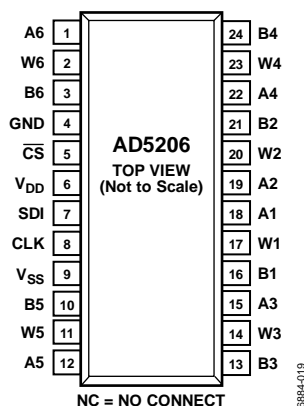 A6 1
W6 2
B6 3
GND 4
CS 5
VDD 6
SDI 7
CLK 8
VSS 9
B5 10
W5 11
A5 12
AD5206
TOP VIEW
(Not to Scale)
24 B4
23 W4
22 A4
21 B2
20 W2
19 A2
18 A1
17 W1
16 B1
15 A3
14 W3
13 B3
NC = NO CONNECT